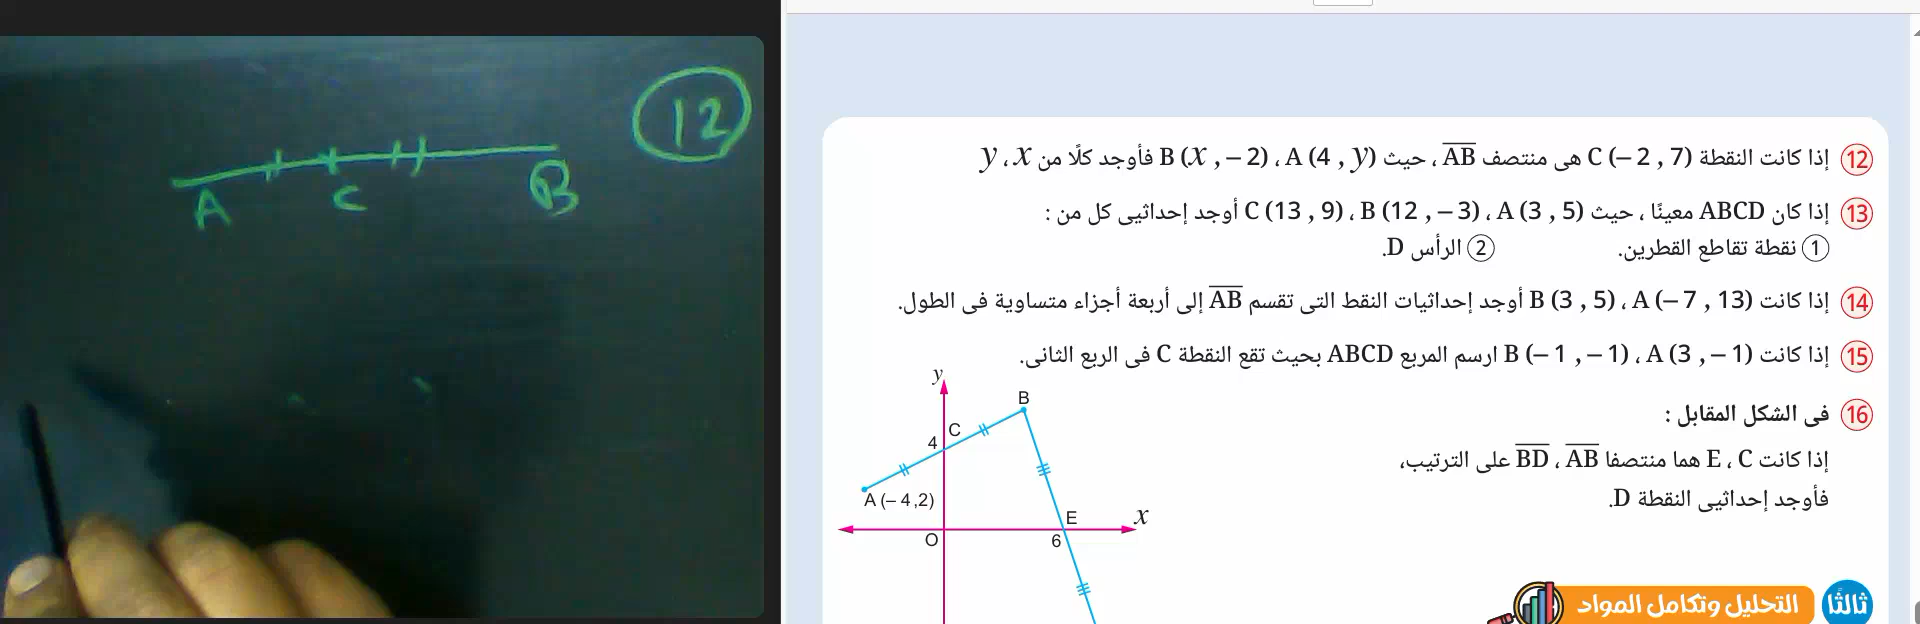 12
A C B
12 إذا كانت النقطة C (– 2 , 7) هى منتصف AB ، حيث B (x , – 2) ، A (4 , y) فأوجد كلًا من x ، y
13 إذا كان ABCD معينًا ، حيث C (13 , 9) ، B (12 , – 3) ، A (3 , 5) أوجد إحداثيى كل من :
1 نقطة تقاطع القطرين. 2 الرأس D.
14 إذا كانت B (3 , 5) ، A (– 7 , 13) أوجد إحداثيات النقط التى تقسم AB إلى أربعة أجزاء متساوية فى الطول.
15 إذا كانت B (– 1 , – 1) ، A (3 , – 1) ارسم المربع ABCD بحيث تقع النقطة C فى الربع الثانى.
16 فى الشكل المقابل :
إذا كانت E ، C هما منتصفا BD ، AB على الترتيب،
فأوجد إحداثيى النقطة D.
y
B
C
4
A (– 4 ,2)
E
x
O
6
ثالثًا التحليل وتكامل المواد